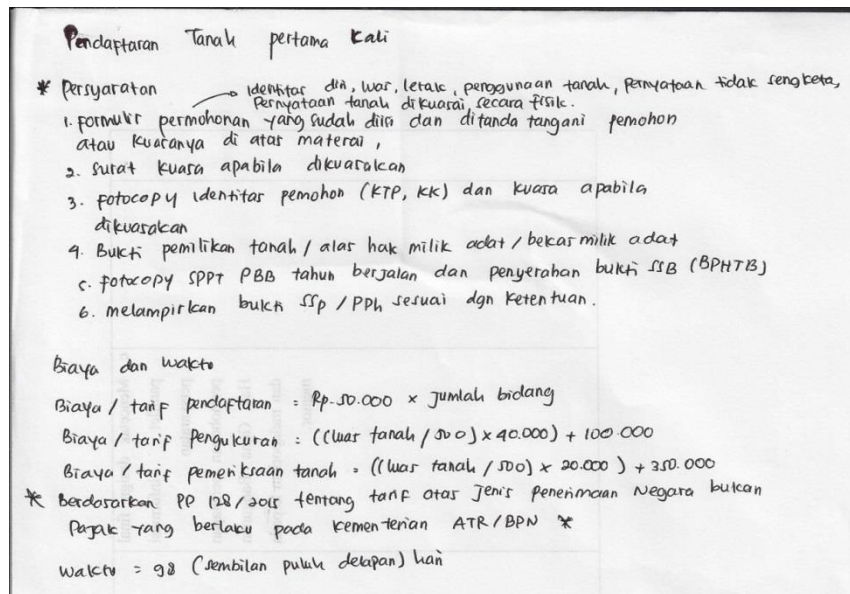 Pendaftaran Tanah pertama kali
* Persyaratan
→ identitas diri, luas, letak, penggunaan tanah, pernyataan tidak sengketa,
Pernyataan tanah dikuasai secara fisik.
1. formulir permohonan yang sudah diisi dan ditanda tangani pemohon
atau kuasanya di atas materai,
2. surat kuasa apabila dikuasakan
3. fotocopy identitas pemohon (KTP, KK) dan kuasa apabila
dikuasakan
4. Bukti pemilikan tanah / alas hak milik adat / bekas milik adat
5. fotocopy SPPT PBB tahun berjalan dan penyerahan bukti SSB (BPHTB)
6. melampirkan bukti SSP / PPh sesuai dgn ketentuan.
Biaya dan waktu
Biaya / tarif pendaftaran = Rp.50.000 × Jumlah bidang
Biaya / tarif Pengukuran = ((luas tanah / 500) × 40.000) + 100.000
Biaya / tarif pemeriksaan tanah = ((luas tanah / 500) × 20.000) + 350.000
* Berdasarkan PP 128/2015 tentang tarif atas Jenis Penerimaan Negara bukan
Pajak yang berlaku pada Kementerian ATR/BPN *
Waktu = 98 (sembilan puluh delapan) hari